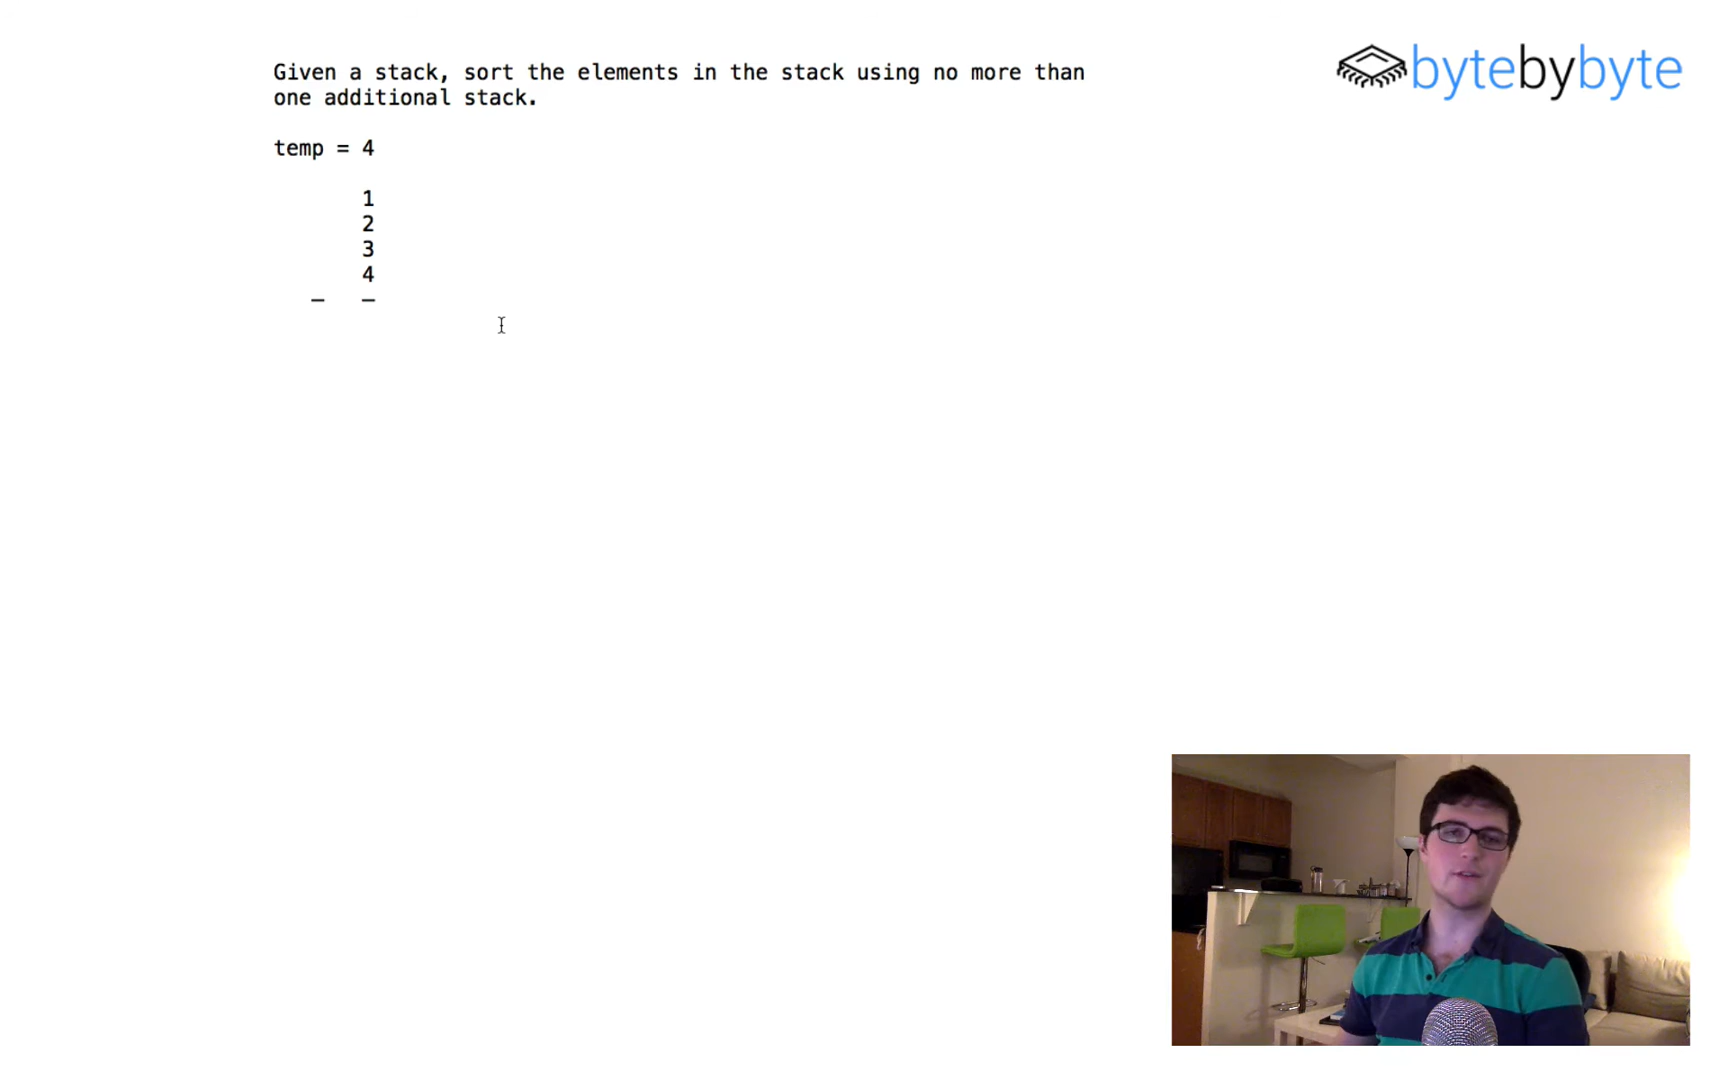 Given a stack, sort the elements in the stack using no more than
one additional stack.
bytebybyte
temp = 4
1
2
3
4
_ _